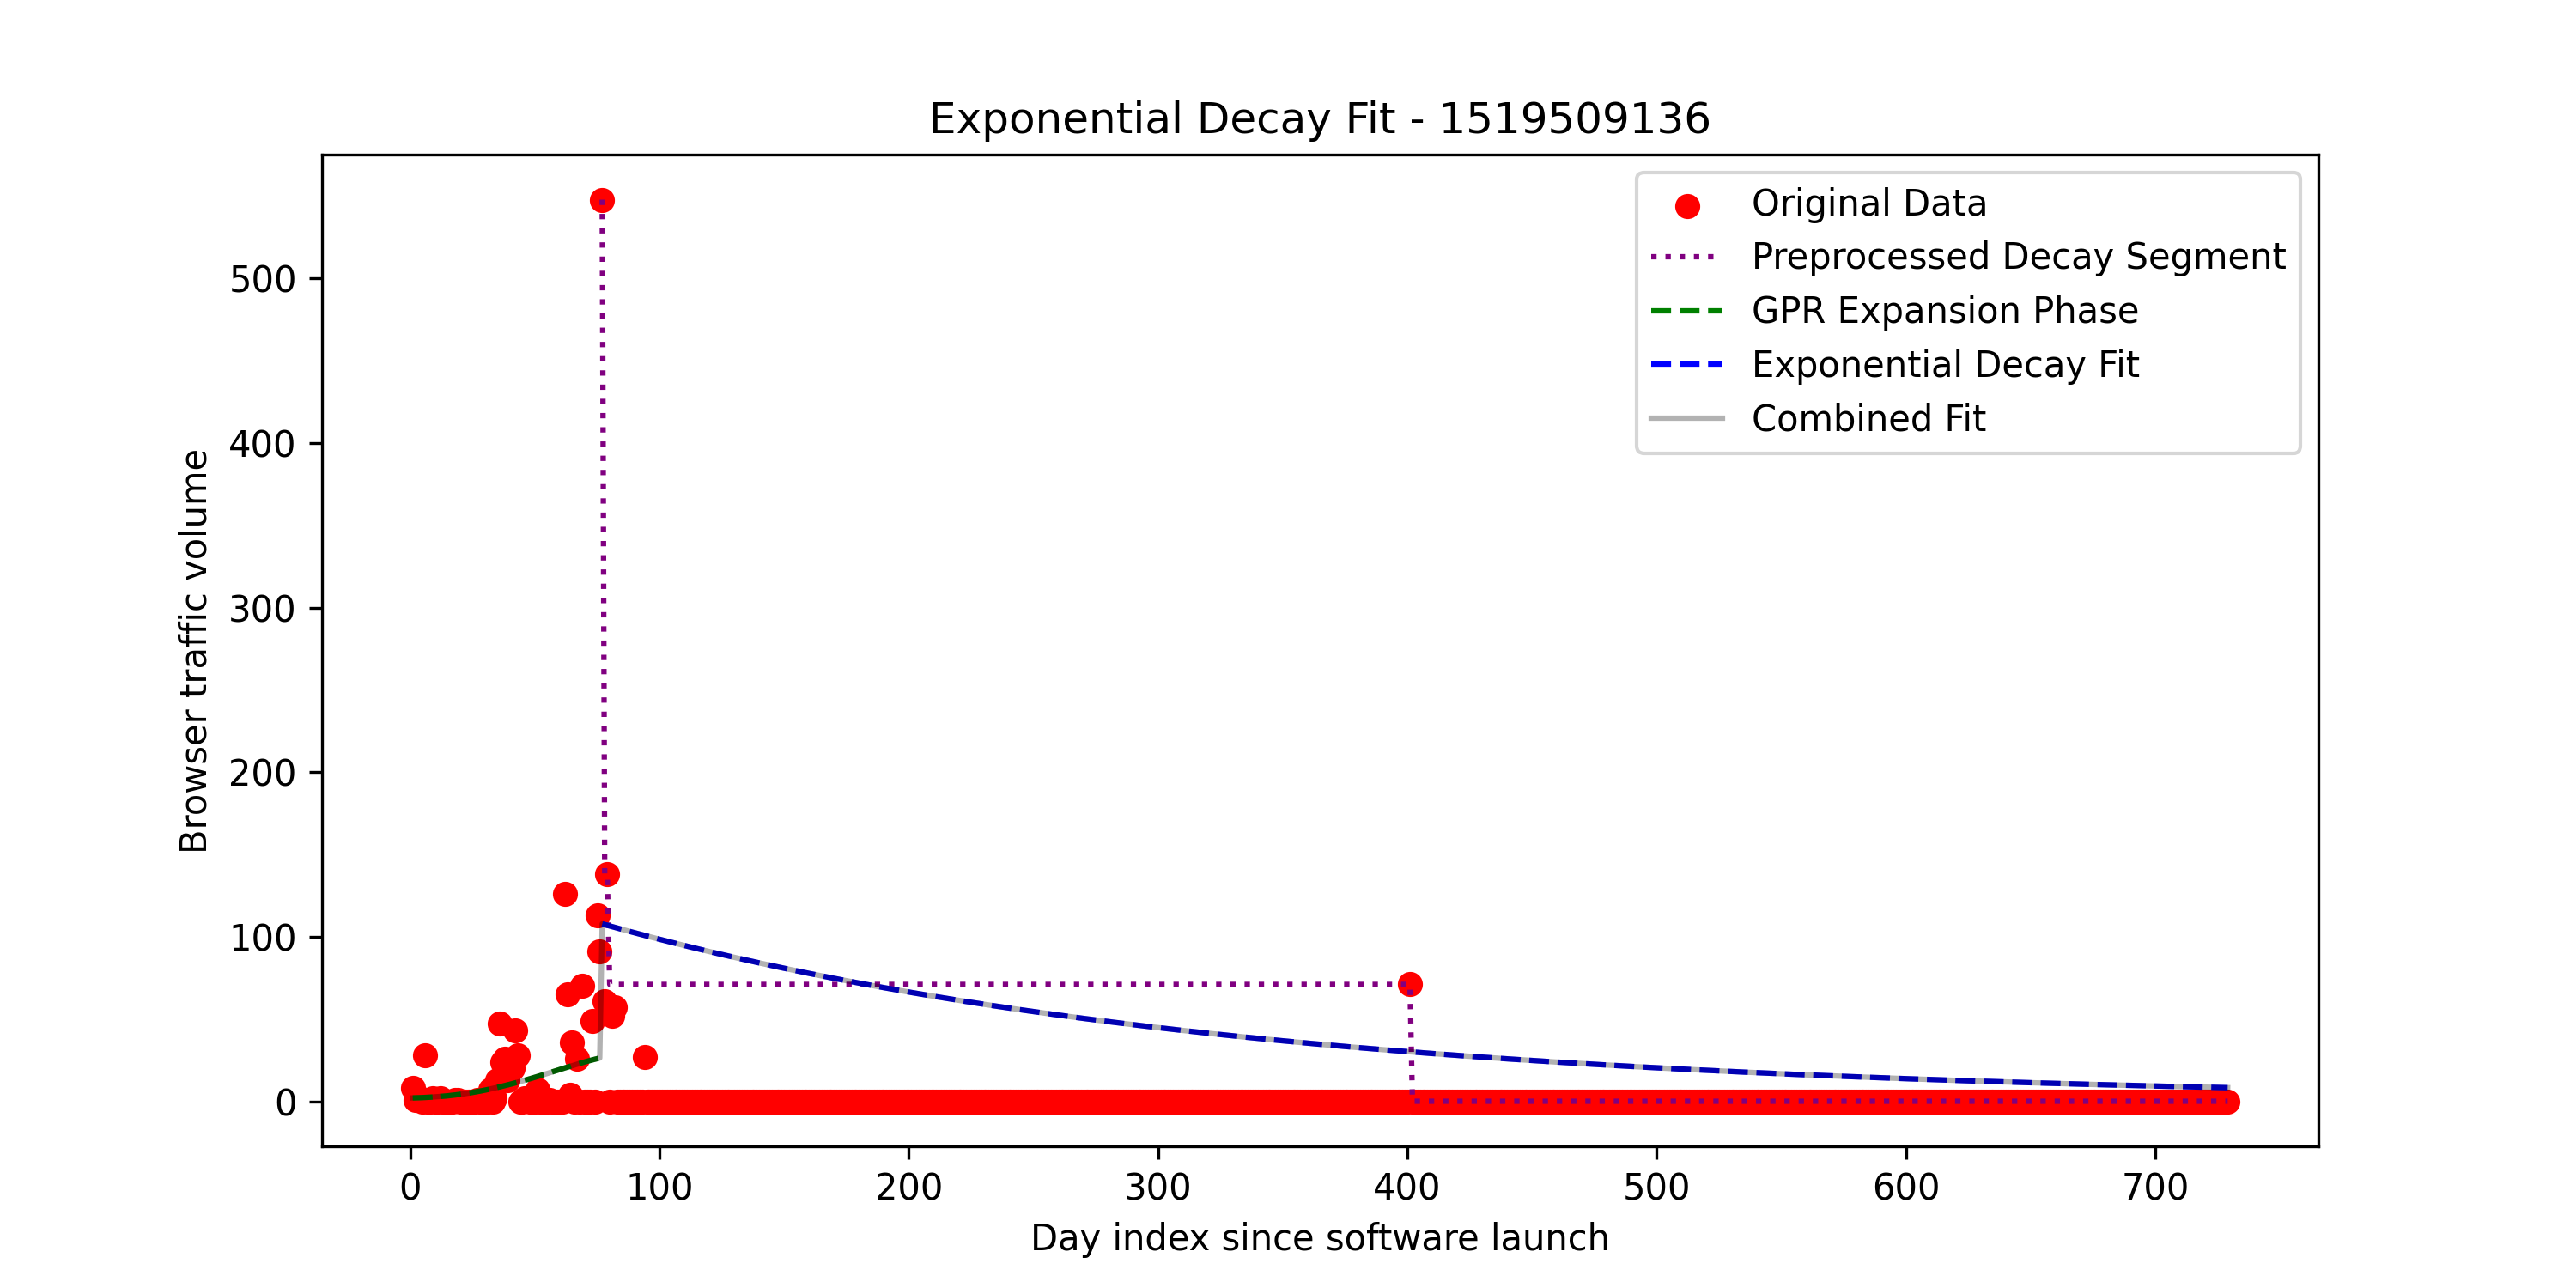 Exponential Decay Fit - 1519509136
Original Data
Preprocessed Decay Segment
GPR Expansion Phase
Exponential Decay Fit
Combined Fit
Browser traffic volume
500
400
300
200
100
0
0 100 200 300 400 500 600 700
Day index since software launch